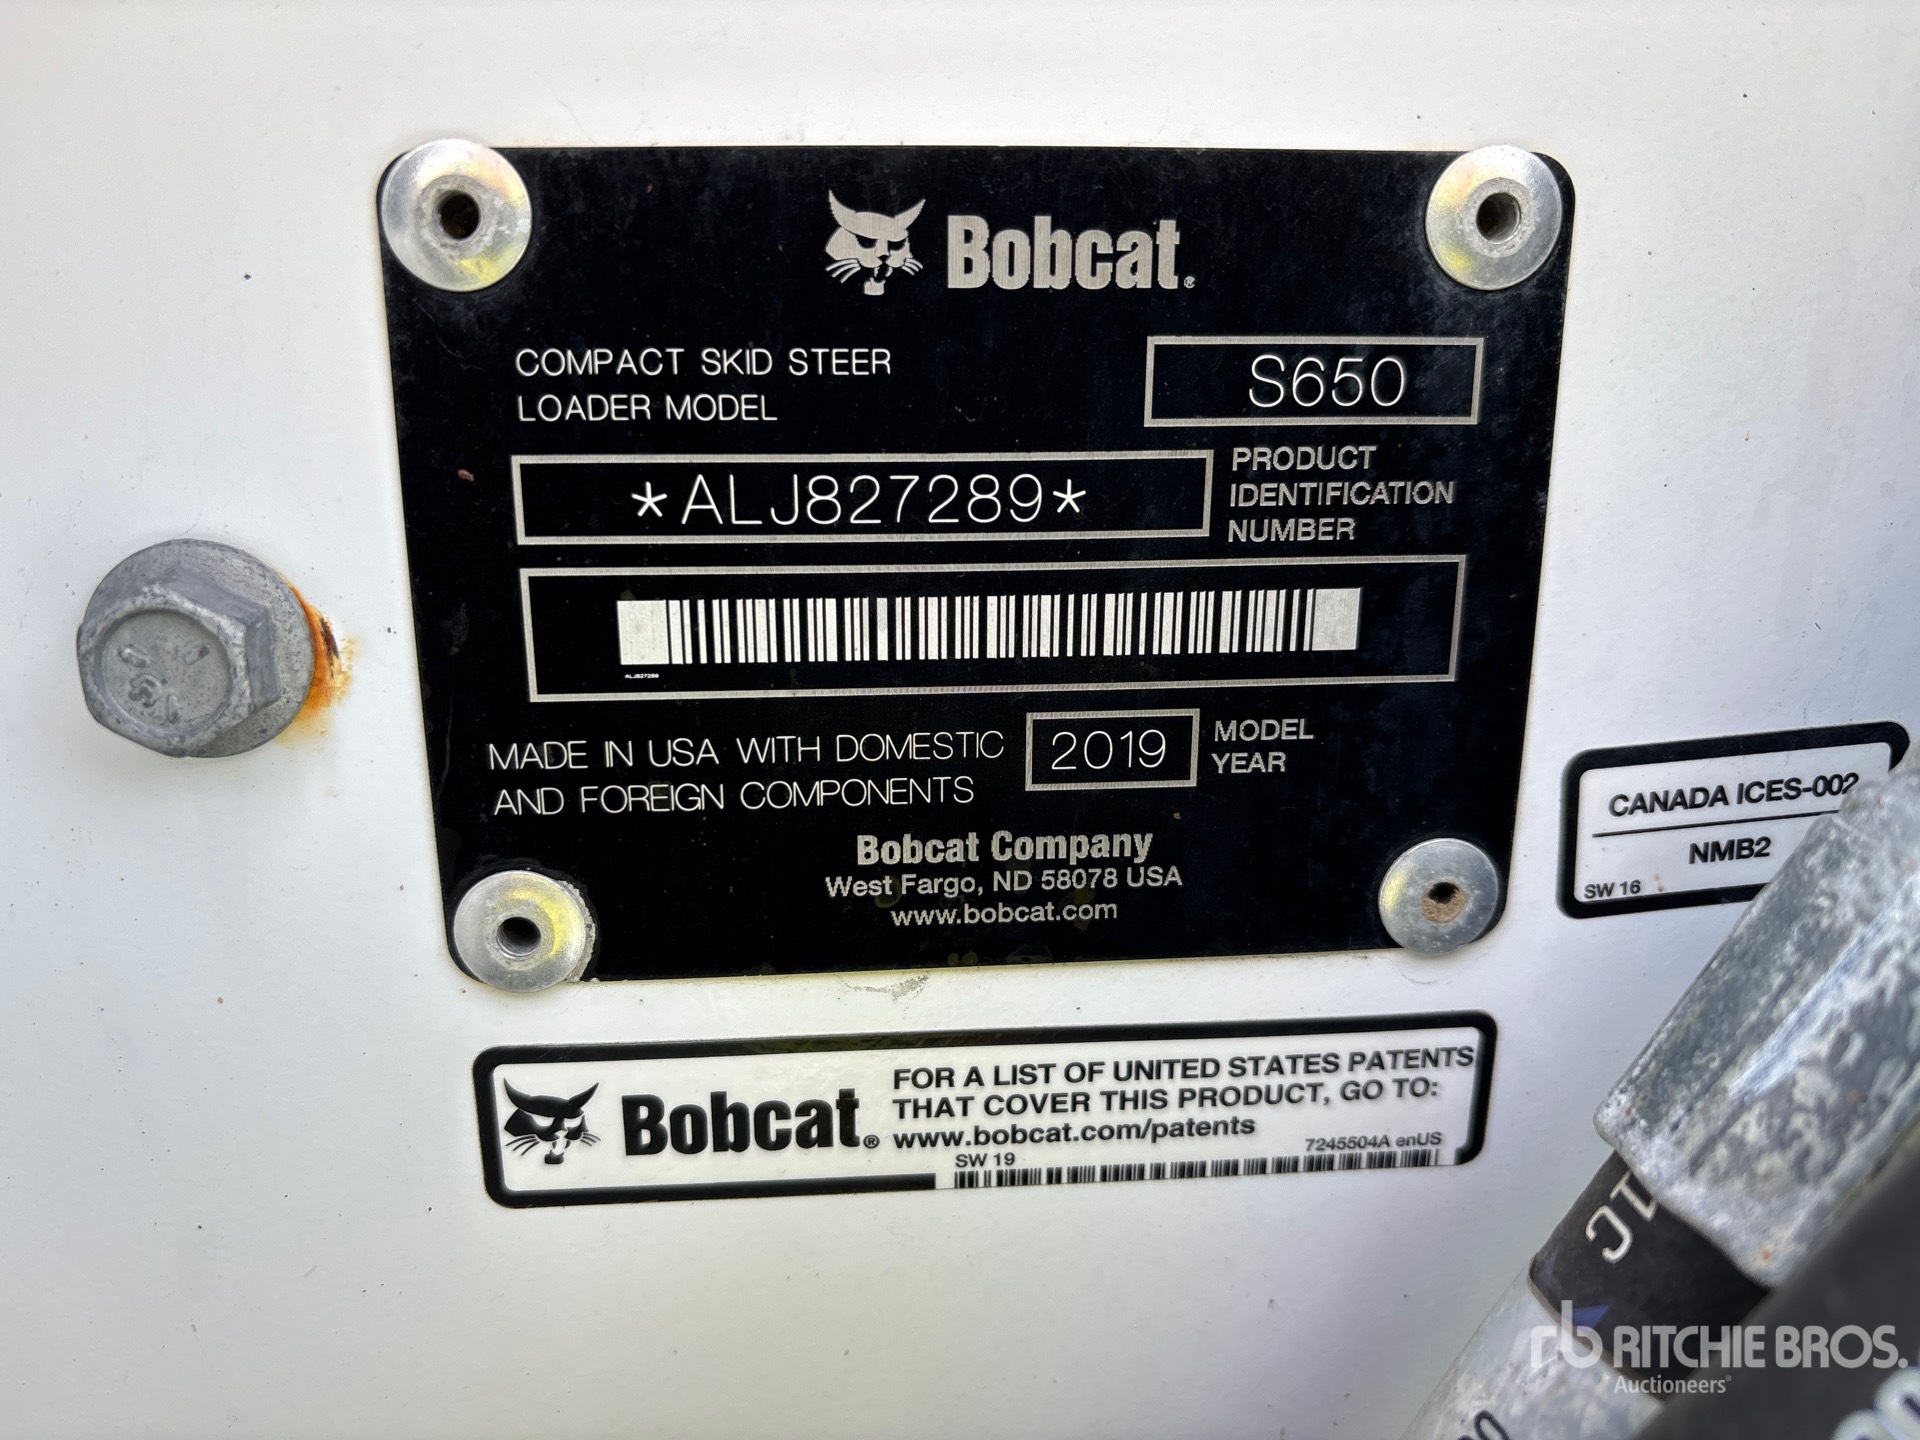 Bobcat®
COMPACT SKID STEER
LOADER MODEL
S650
*ALJ827289*
PRODUCT
IDENTIFICATION
NUMBER
ALJ827289
MADE IN USA WITH DOMESTIC
AND FOREIGN COMPONENTS
2019
MODEL
YEAR
Bobcat Company
West Fargo, ND 58078 USA
www.bobcat.com
CANADA ICES-002
NMB2
SW 16
Bobcat®
FOR A LIST OF UNITED STATES PATENTS
THAT COVER THIS PRODUCT, GO TO:
www.bobcat.com/patents
SW 19
7245504A enUS
rb RITCHIE BROS.
Auctioneers®